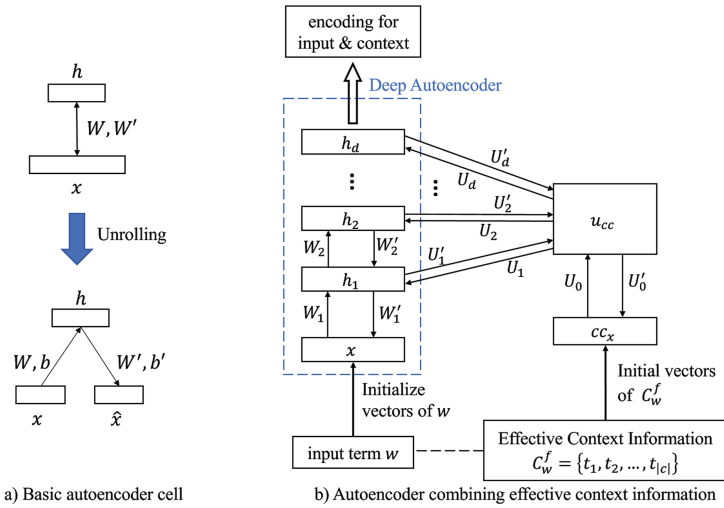 h
W, W′
x
Unrolling
h
W, b
W′, b′
x
x̂
a) Basic autoencoder cell
encoding for
input & context
Deep Autoencoder
h_d
U′_d
U_d
...
...
h_2
U′_2
U_2
u_cc
W_2
W′_2
U′_1
U_1
h_1
W_1
W′_1
U_0
U′_0
x
cc_x
Initialize
vectors of w
Initial vectors
of C_w^f
input term w
Effective Context Information
C_w^f = {t_1, t_2, ..., t_|c|}
b) Autoencoder combining effective context information